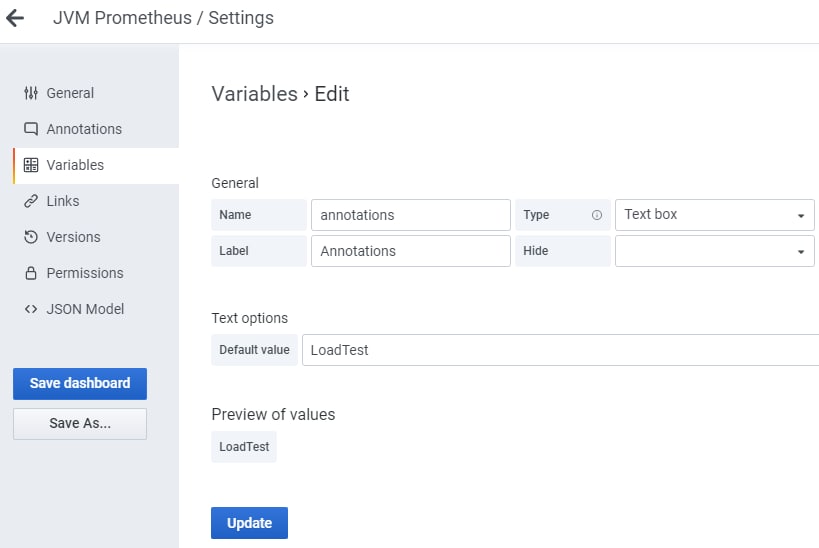 JVM Prometheus / Settings
General
Annotations
Variables
Links
Versions
Permissions
JSON Model
Save dashboard
Save As...
Variables › Edit
General
Name annotations Type Text box
Label Annotations Hide
Text options
Default value LoadTest
Preview of values
LoadTest
Update